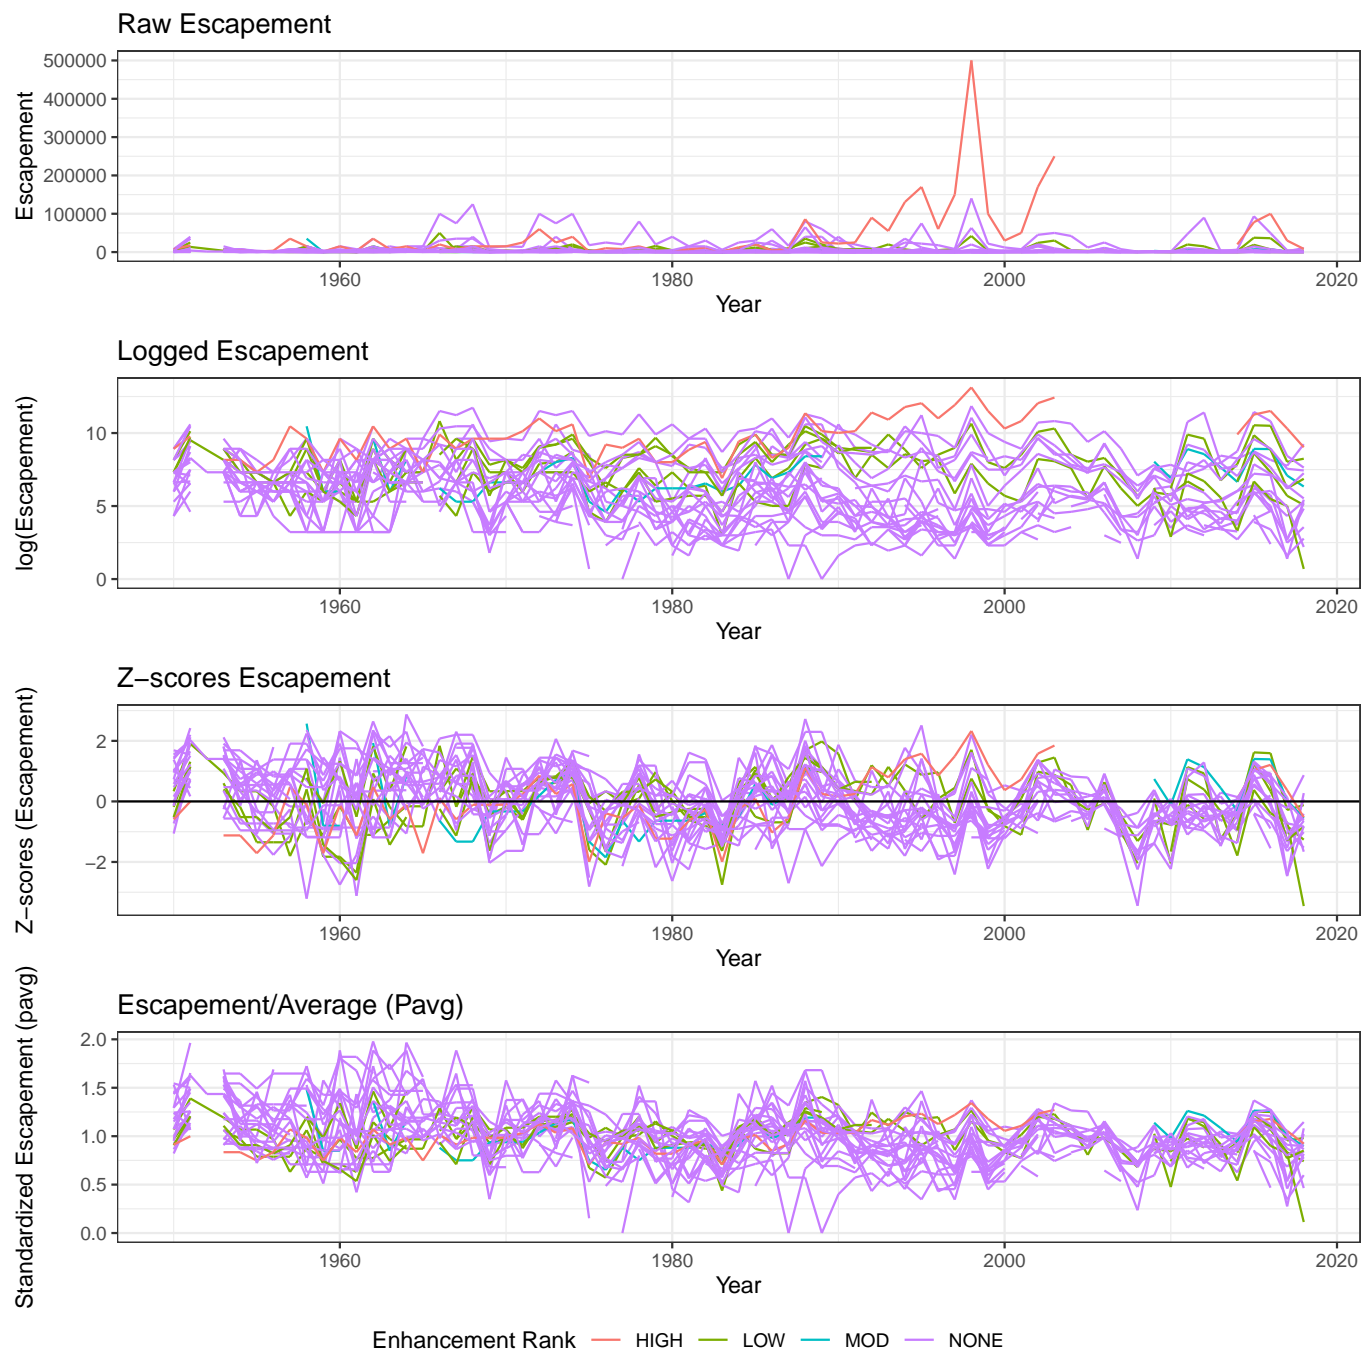 Raw Escapement
Escapement
500000
400000
300000
200000
100000
0
1960 1980 2000 2020
Year
Logged Escapement
log(Escapement)
10
5
0
1960 1980 2000 2020
Year
Z−scores Escapement
Z−scores (Escapement)
2
0
−2
1960 1980 2000 2020
Year
Escapement/Average (Pavg)
Standardized Escapement (pavg)
2.0
1.5
1.0
0.5
0.0
1960 1980 2000 2020
Year
Enhancement Rank HIGH LOW MOD NONE